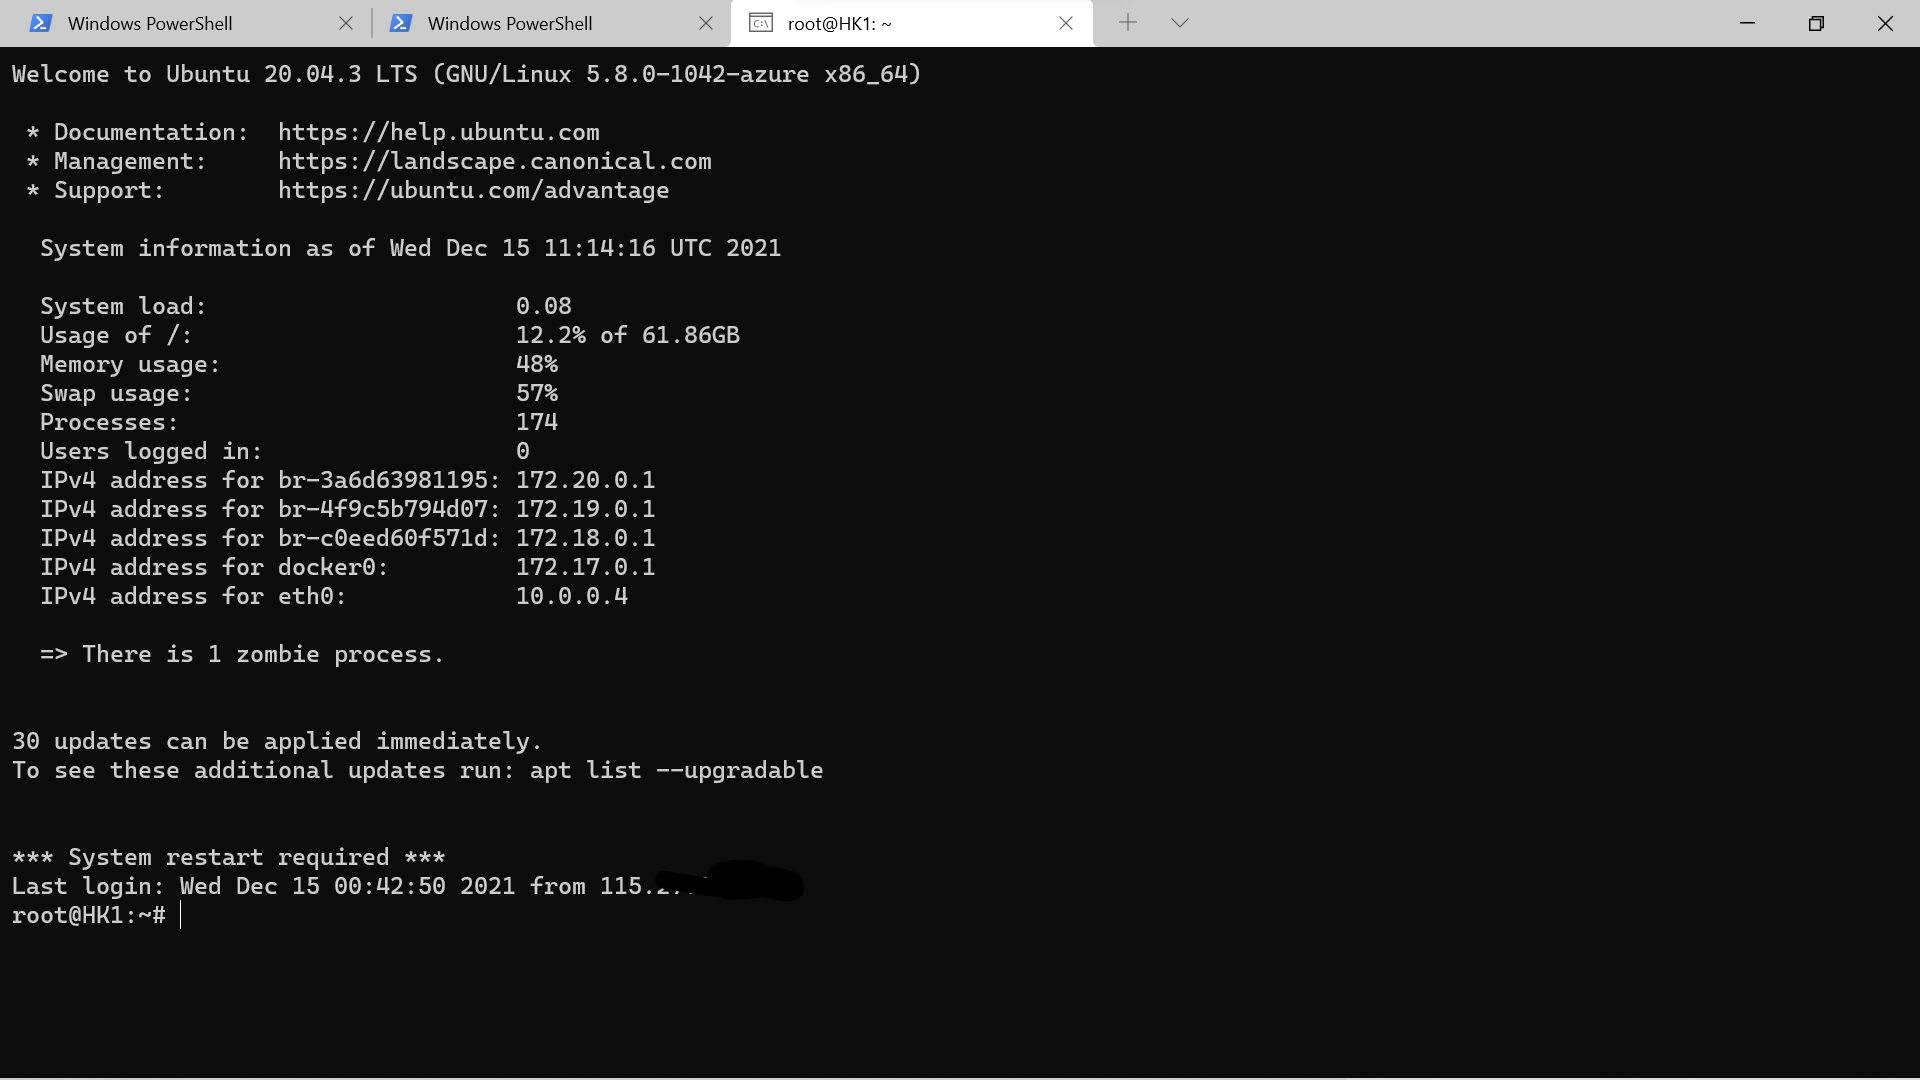 Windows PowerShell
Windows PowerShell
root@HK1: ~
Welcome to Ubuntu 20.04.3 LTS (GNU/Linux 5.8.0-1042-azure x86_64)
* Documentation:  https://help.ubuntu.com
* Management:     https://landscape.canonical.com
* Support:        https://ubuntu.com/advantage
System information as of Wed Dec 15 11:14:16 UTC 2021
System load:                      0.08
Usage of /:                       12.2% of 61.86GB
Memory usage:                     48%
Swap usage:                       57%
Processes:                        174
Users logged in:                  0
IPv4 address for br-3a6d63981195: 172.20.0.1
IPv4 address for br-4f9c5b794d07: 172.19.0.1
IPv4 address for br-c0eed60f571d: 172.18.0.1
IPv4 address for docker0:         172.17.0.1
IPv4 address for eth0:            10.0.0.4
=> There is 1 zombie process.
30 updates can be applied immediately.
To see these additional updates run: apt list --upgradable
*** System restart required ***
Last login: Wed Dec 15 00:42:50 2021 from 115.
root@HK1:~#